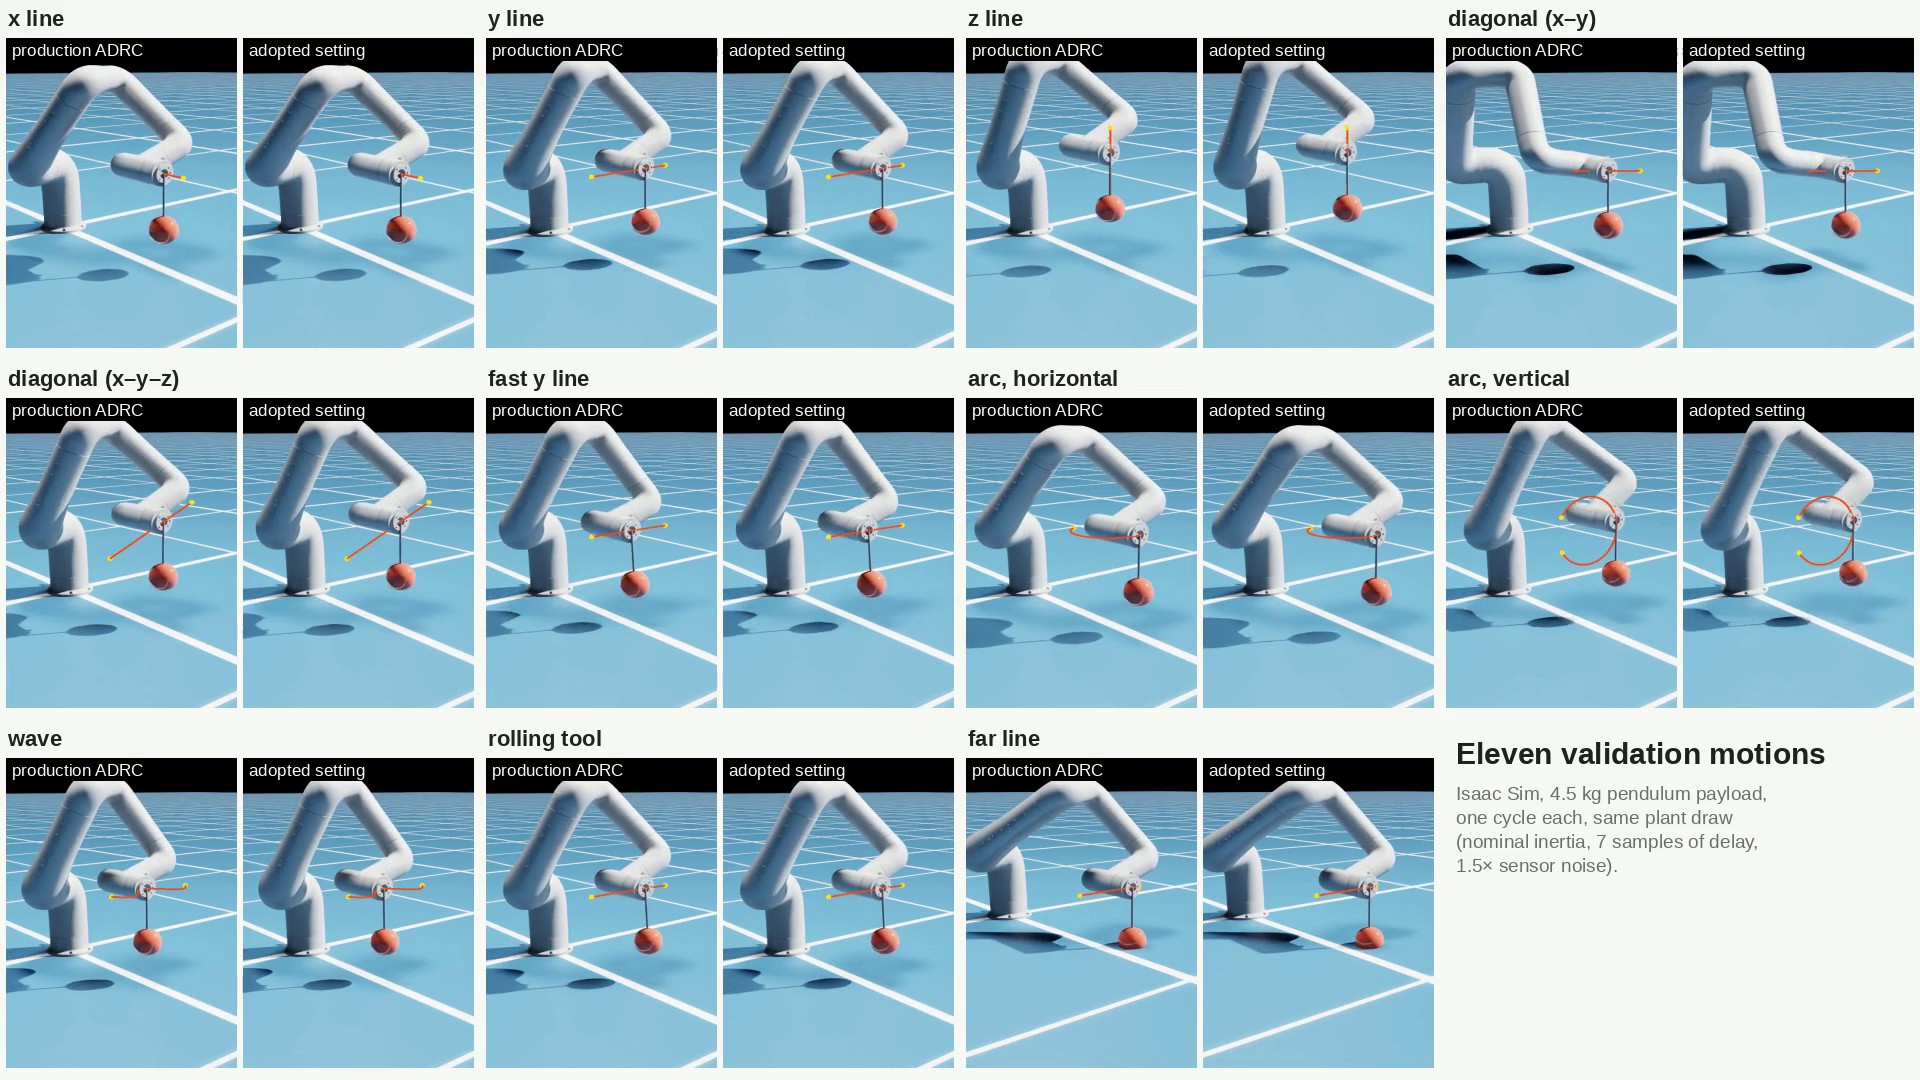 x line
production ADRC
adopted setting
y line
production ADRC
adopted setting
z line
production ADRC
adopted setting
diagonal (x–y)
production ADRC
adopted setting
diagonal (x–y–z)
production ADRC
adopted setting
fast y line
production ADRC
adopted setting
arc, horizontal
production ADRC
adopted setting
arc, vertical
production ADRC
adopted setting
wave
production ADRC
adopted setting
rolling tool
production ADRC
adopted setting
far line
production ADRC
adopted setting
Eleven validation motions
Isaac Sim, 4.5 kg pendulum payload,
one cycle each, same plant draw
(nominal inertia, 7 samples of delay,
1.5× sensor noise).